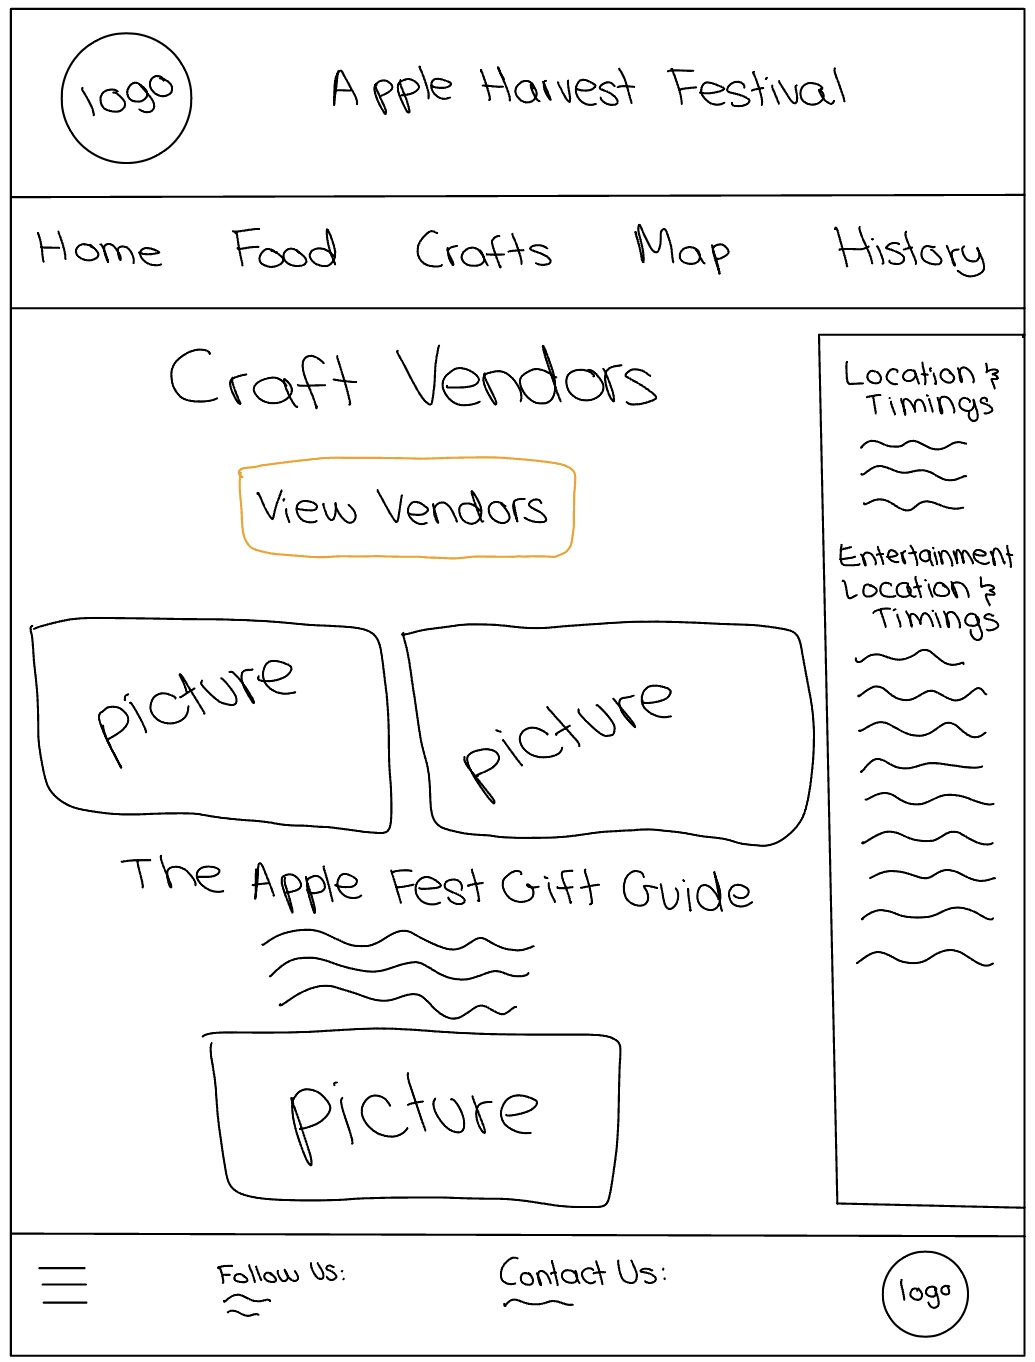 logo
Apple Harvest Festival
Home Food Crafts Map History
Craft Vendors
View Vendors
picture
picture
The Apple Fest Gift Guide
picture
Location &
Timings
Entertainment
Location &
Timings
Follow Us:
Contact Us:
logo